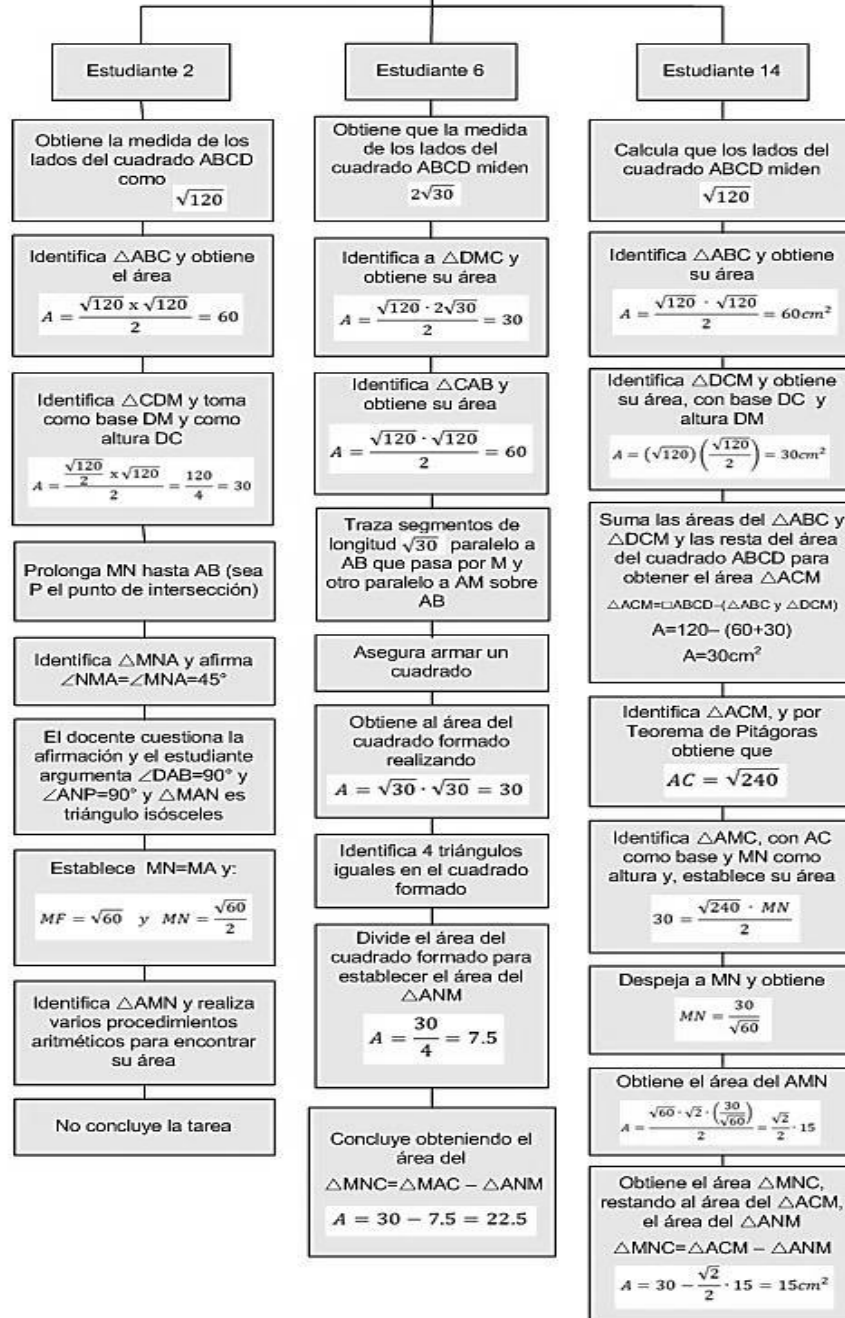 Estudiante 2
Obtiene la medida de los
lados del cuadrado ABCD
como
√120
Identifica △ABC y obtiene
el área
A = (√120 x √120)/2 = 60
Identifica △CDM y toma
como base DM y como
altura DC
A = (√120/2 x √120)/2 = 120/4 = 30
Prolonga MN hasta AB (sea
P el punto de intersección)
Identifica △MNA y afirma
∠NMA=∠MNA=45°
El docente cuestiona la
afirmación y el estudiante
argumenta ∠DAB=90° y
∠ANP=90° y △MAN es
triángulo isósceles
Establece MN=MA y:
MF = √60 y MN = √60/2
Identifica △AMN y realiza
varios procedimientos
aritméticos para encontrar
su área
No concluye la tarea
Estudiante 6
Obtiene que la medida
de los lados del
cuadrado ABCD miden
2√30
Identifica a △DMC y
obtiene su área
A = (√120 · 2√30)/2 = 30
Identifica △CAB y
obtiene su área
A = (√120 · √120)/2 = 60
Traza segmentos de
longitud √30 paralelo a
AB que pasa por M y
otro paralelo a AM sobre
AB
Asegura armar un
cuadrado
Obtiene al área del
cuadrado formado
realizando
A = √30 · √30 = 30
Identifica 4 triángulos
iguales en el cuadrado
formado
Divide el área del
cuadrado formado para
establecer el área del
△ANM
A = 30/4 = 7.5
Concluye obteniendo el
área del
△MNC=△MAC – △ANM
A = 30 − 7.5 = 22.5
Estudiante 14
Calcula que los lados del
cuadrado ABCD miden
√120
Identifica △ABC y obtiene
su área
A = (√120 · √120)/2 = 60cm²
Identifica △DCM y obtiene
su área, con base DC y
altura DM
A = (√120)(√120/2) = 30cm²
Suma las áreas del △ABC y
△DCM y las resta del área
del cuadrado ABCD para
obtener el área △ACM
△ACM=□ABCD–(△ABC y △DCM)
A=120– (60+30)
A=30cm²
Identifica △ACM, y por
Teorema de Pitágoras
obtiene que
AC = √240
Identifica △AMC, con AC
como base y MN como
altura y, establece su área
30 = (√240 · MN)/2
Despeja a MN y obtiene
MN = 30/√60
Obtiene el área del AMN
A = (√60 · √2 · (30/√60))/2 = √2/2 · 15
Obtiene el área △MNC,
restando al área del △ACM,
el área del △ANM
△MNC=△ACM – △ANM
A = 30 − √2/2 · 15 = 15cm²